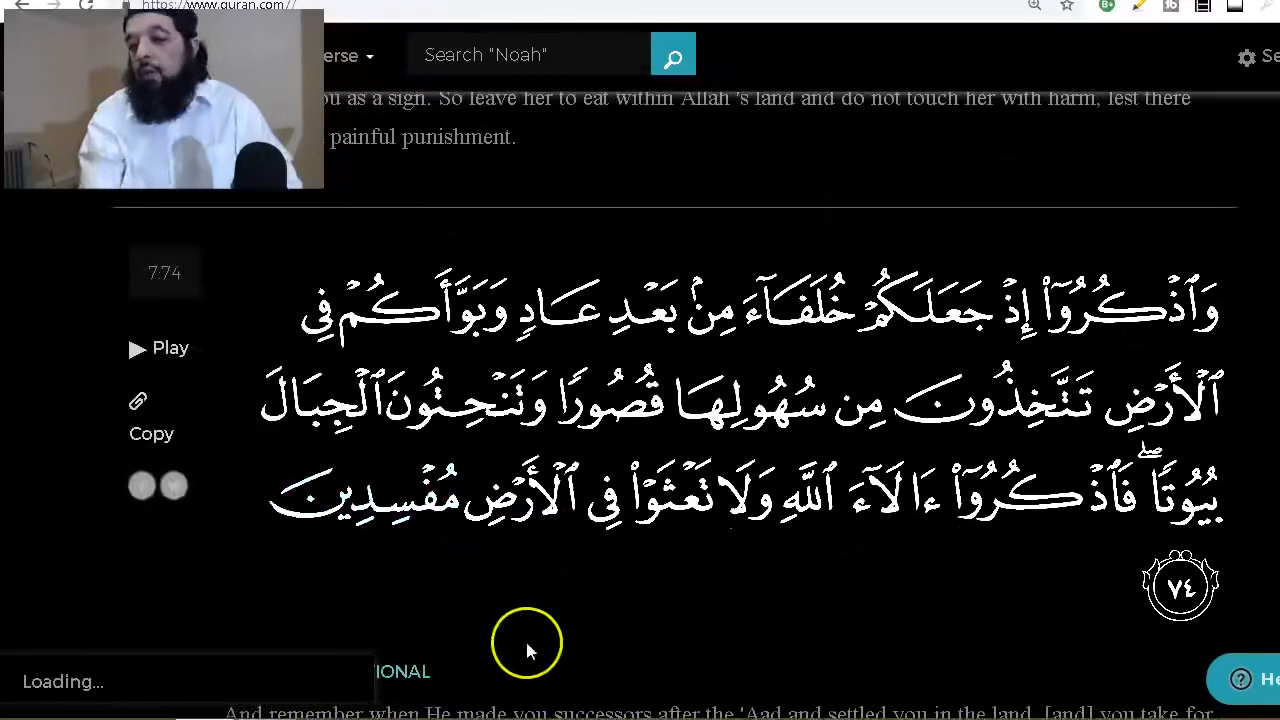 https://www.quran.com//
erse
Search "Noah"
Se
ou as a sign. So leave her to eat within Allah 's land and do not touch her with harm, lest there
painful punishment.
7:74
وَٱذْكُرُوٓا۟ إِذْ جَعَلَكُمْ خُلَفَآءَ مِنۢ بَعْدِ عَادٍ وَبَوَّأَكُمْ فِى
ٱلْأَرْضِ تَتَّخِذُونَ مِن سُهُولِهَا قُصُورًا وَتَنْحِتُونَ ٱلْجِبَالَ
بُيُوتًا ۖ فَٱذْكُرُوٓا۟ ءَالَآءَ ٱللَّهِ وَلَا تَعْثَوْا۟ فِى ٱلْأَرْضِ مُفْسِدِينَ
٧٤
Play
Copy
IONAL
Loading...
He
And remember when He made you successors after the 'Aad and settled you in the land, [and] you take for